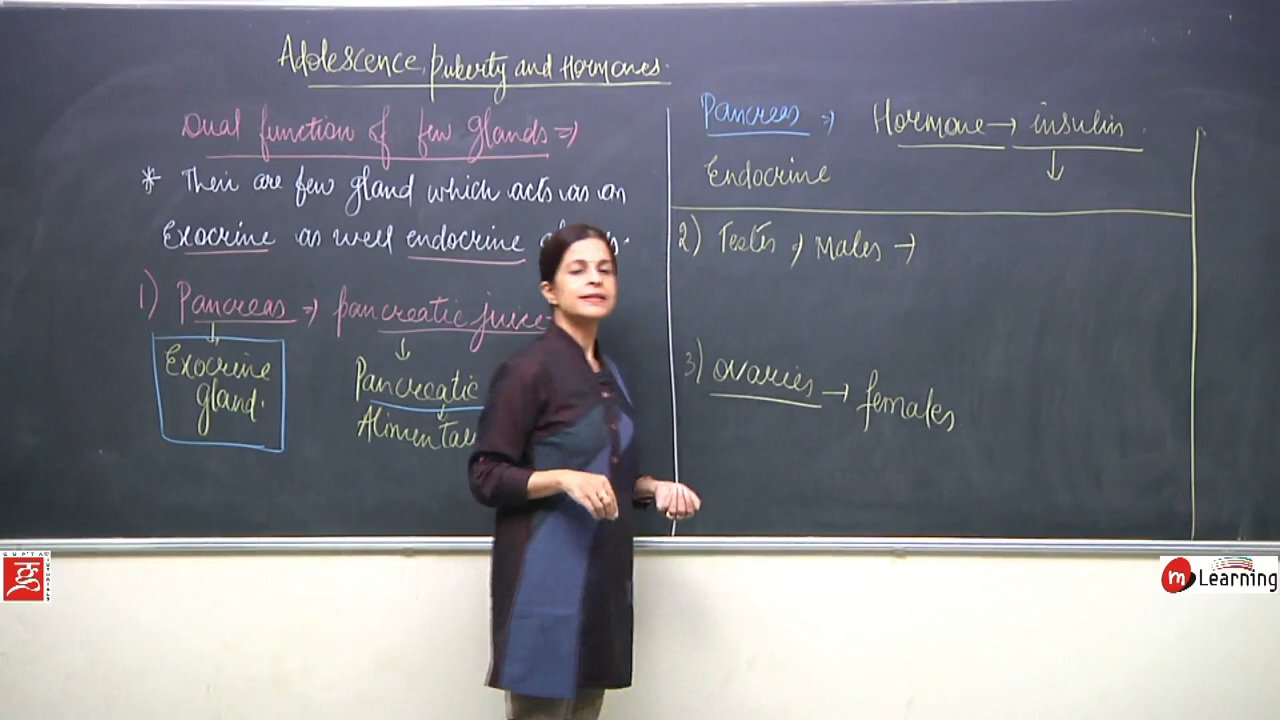 Adolescence, puberty and Hormones.
Dual function of few glands ⇒
* Their are few gland which acts as an
Exocrine as well endocrine
1) Pancreas ⇒ pancreatic juice
↓
Exocrine
gland.
↓
Pancreatic
↓
Pancreas ⇒ Hormone → insulin.
Endocrine ↓
2) Testes ⇒ Males →
3) ovaries → females
GUPTA
TUTORIALS
m Learning